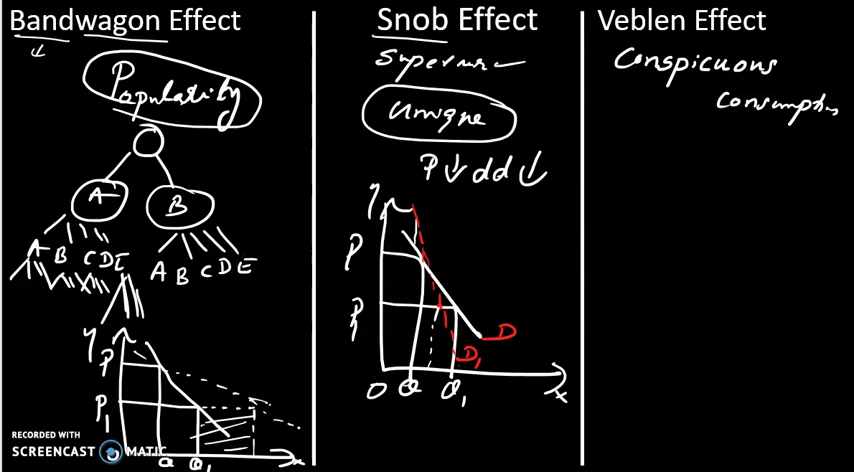 Bandwagon Effect
Popularity
A
B
A B C D E
A B C D E
Y
P
P1
Q Q1 X
RECORDED WITH
SCREENCAST MATIC
Snob Effect
Unique
P↓ dd ↓
Y
P
P1
D
D1
O Q Q1 X
Veblen Effect
Conspicuous